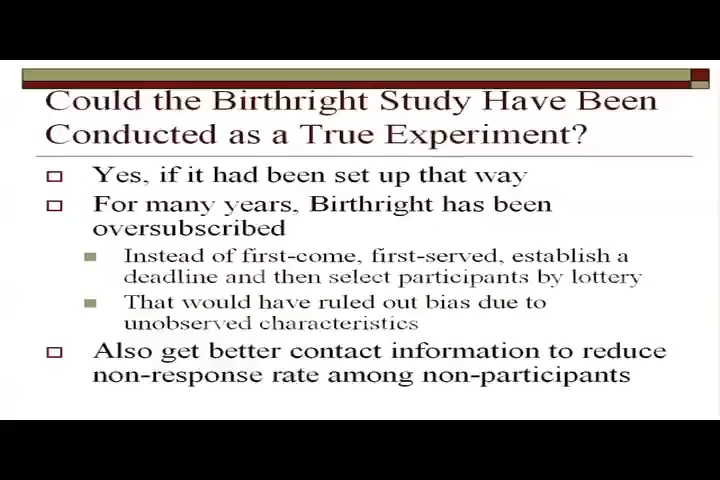 Could the Birthright Study Have Been
Conducted as a True Experiment?
Yes, if it had been set up that way
For many years, Birthright has been
oversubscribed
Instead of first-come, first-served, establish a
deadline and then select participants by lottery
That would have ruled out bias due to
unobserved characteristics
Also get better contact information to reduce
non-response rate among non-participants